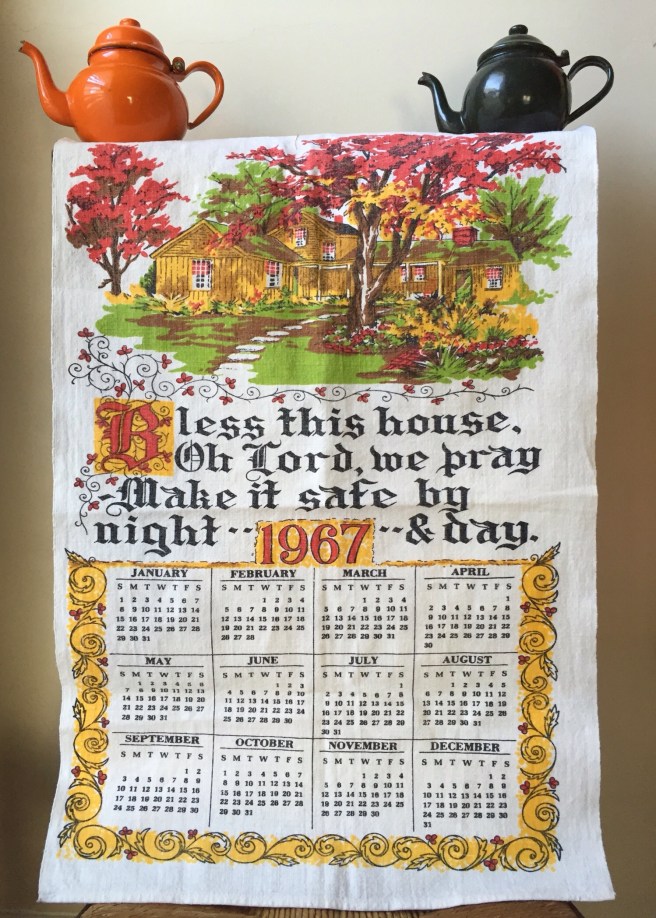 Bless this house,
Oh Lord, we pray
-Make it safe by
night -- 1967 -- & day.
JANUARY
S M T W T F S
1 2 3 4 5 6 7
8 9 10 11 12 13 14
15 16 17 18 19 20 21
22 23 24 25 26 27 28
29 30 31
FEBRUARY
S M T W T F S
1 2 3 4
5 6 7 8 9 10 11
12 13 14 15 16 17 18
19 20 21 22 23 24 25
26 27 28
MARCH
S M T W T F S
1 2 3 4
5 6 7 8 9 10 11
12 13 14 15 16 17 18
19 20 21 22 23 24 25
26 27 28 29 30 31
APRIL
S M T W T F S
1
2 3 4 5 6 7 8
9 10 11 12 13 14 15
16 17 18 19 20 21 22
23 24 25 26 27 28 29
30
MAY
S M T W T F S
1 2 3 4 5 6
7 8 9 10 11 12 13
14 15 16 17 18 19 20
21 22 23 24 25 26 27
28 29 30 31
JUNE
S M T W T F S
1 2 3
4 5 6 7 8 9 10
11 12 13 14 15 16 17
18 19 20 21 22 23 24
25 26 27 28 29 30
JULY
S M T W T F S
1
2 3 4 5 6 7 8
9 10 11 12 13 14 15
16 17 18 19 20 21 22
23 24 25 26 27 28 29
30 31
AUGUST
S M T W T F S
1 2 3 4 5
6 7 8 9 10 11 12
13 14 15 16 17 18 19
20 21 22 23 24 25 26
27 28 29 30 31
SEPTEMBER
S M T W T F S
1 2
3 4 5 6 7 8 9
10 11 12 13 14 15 16
17 18 19 20 21 22 23
24 25 26 27 28 29 30
OCTOBER
S M T W T F S
1 2 3 4 5 6 7
8 9 10 11 12 13 14
15 16 17 18 19 20 21
22 23 24 25 26 27 28
29 30 31
NOVEMBER
S M T W T F S
1 2 3 4
5 6 7 8 9 10 11
12 13 14 15 16 17 18
19 20 21 22 23 24 25
26 27 28 29 30
DECEMBER
S M T W T F S
1 2
3 4 5 6 7 8 9
10 11 12 13 14 15 16
17 18 19 20 21 22 23
24 25 26 27 28 29 30
31